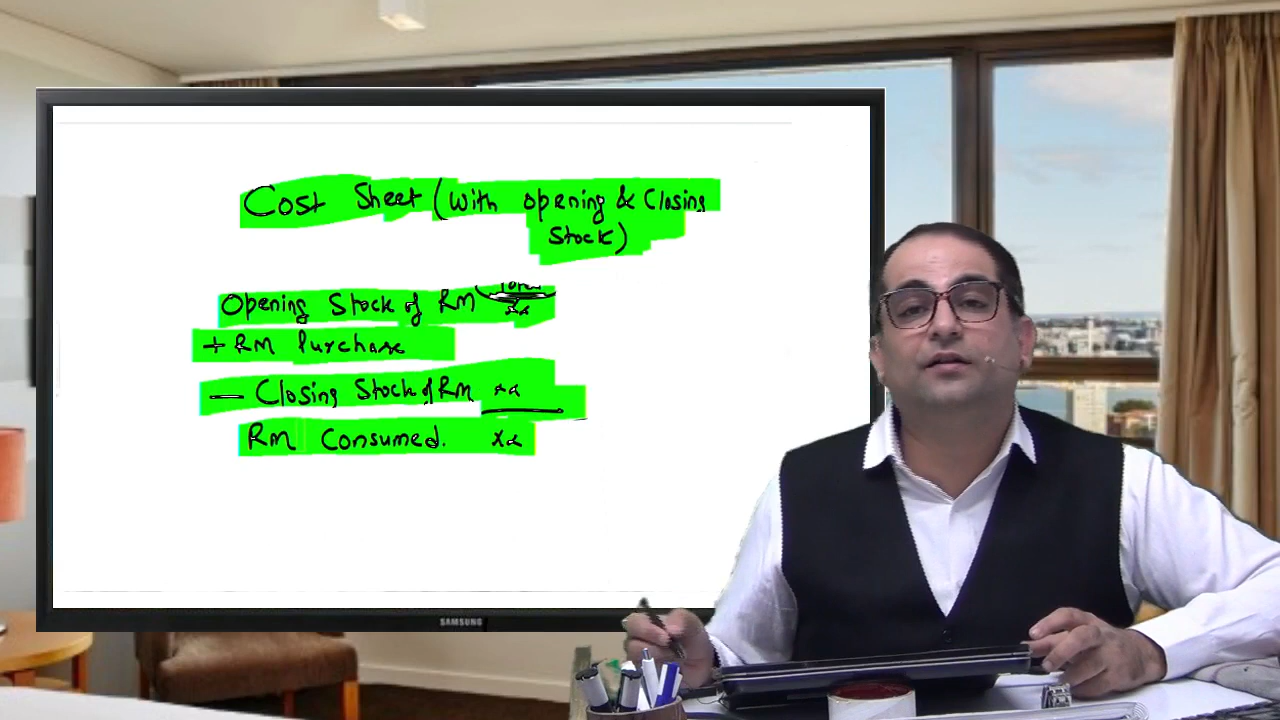 Cost Sheet (With opening & Closing
Stock)
Opening Stock of RM xx
+ RM Purchase
- Closing Stock of RM xx
RM Consumed. xx
SAMSUNG